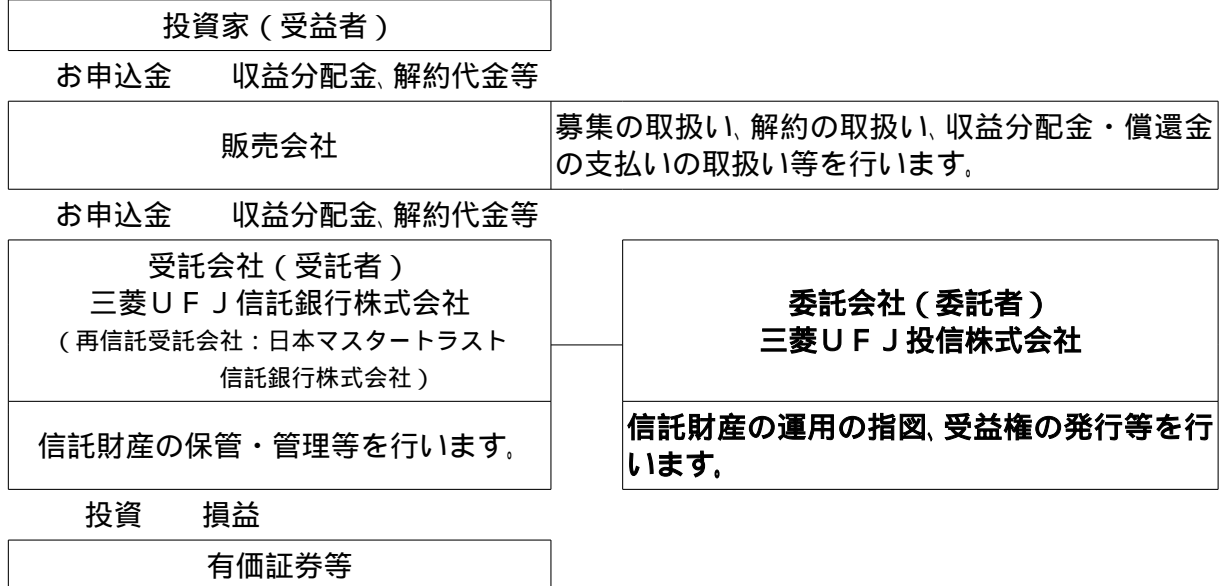 投資家（受益者）
お申込金　　収益分配金、解約代金等
販売会社
募集の取扱い、解約の取扱い、収益分配金・償還金
の支払いの取扱い等を行います。
お申込金　　収益分配金、解約代金等
受託会社（受託者）
三菱ＵＦＪ信託銀行株式会社
（再信託受託会社：日本マスタートラスト
信託銀行株式会社）
委託会社（委託者）
三菱ＵＦＪ投信株式会社
信託財産の保管・管理等を行います。
信託財産の運用の指図、受益権の発行等を行
います。
投資　　損益
有価証券等